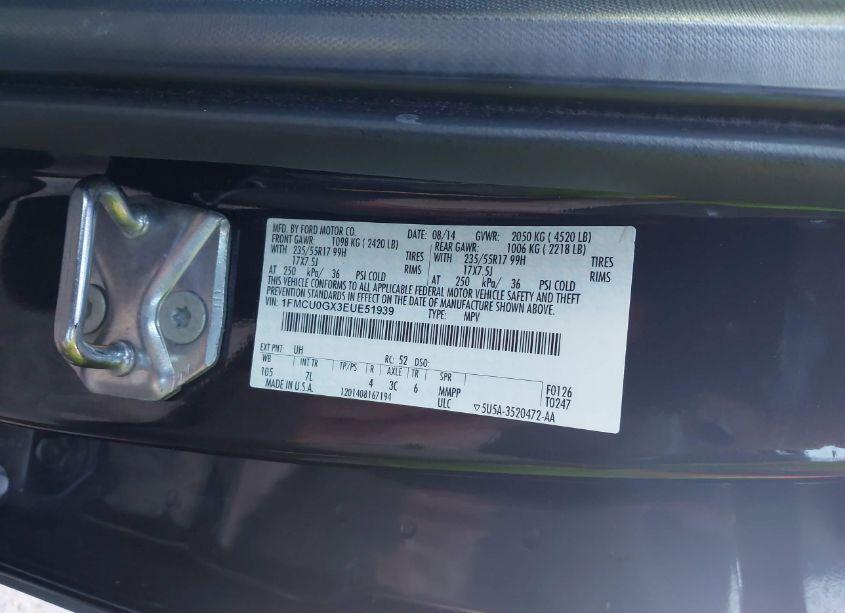 MFD. BY FORD MOTOR CO. DATE: 08/14 GVWR: 2050 KG ( 4520 LB)
FRONT GAWR: 1098 KG ( 2420 LB) REAR GAWR: 1006 KG ( 2218 LB)
WITH 235/55R17 99H TIRES WITH 235/55R17 99H TIRES
17X7.5J RIMS 17X7.5J RIMS
AT 250 kPa/ 36 PSI COLD AT 250 kPa/ 36 PSI COLD
THIS VEHICLE CONFORMS TO ALL APPLICABLE FEDERAL MOTOR VEHICLE SAFETY AND THEFT
PREVENTION STANDARDS IN EFFECT ON THE DATE OF MANUFACTURE SHOWN ABOVE.
VIN: 1FMCU0GX3EUE51939 TYPE: MPV
EXT PNT: UH RC: 52 DSO:
WB INT TR TP/PS R AXLE TR SPR
105 7L 4 3C 6 MMPP F0126
MADE IN U.S.A. 1201408167194 ULC T0247
▽5U5A-3520472-AA